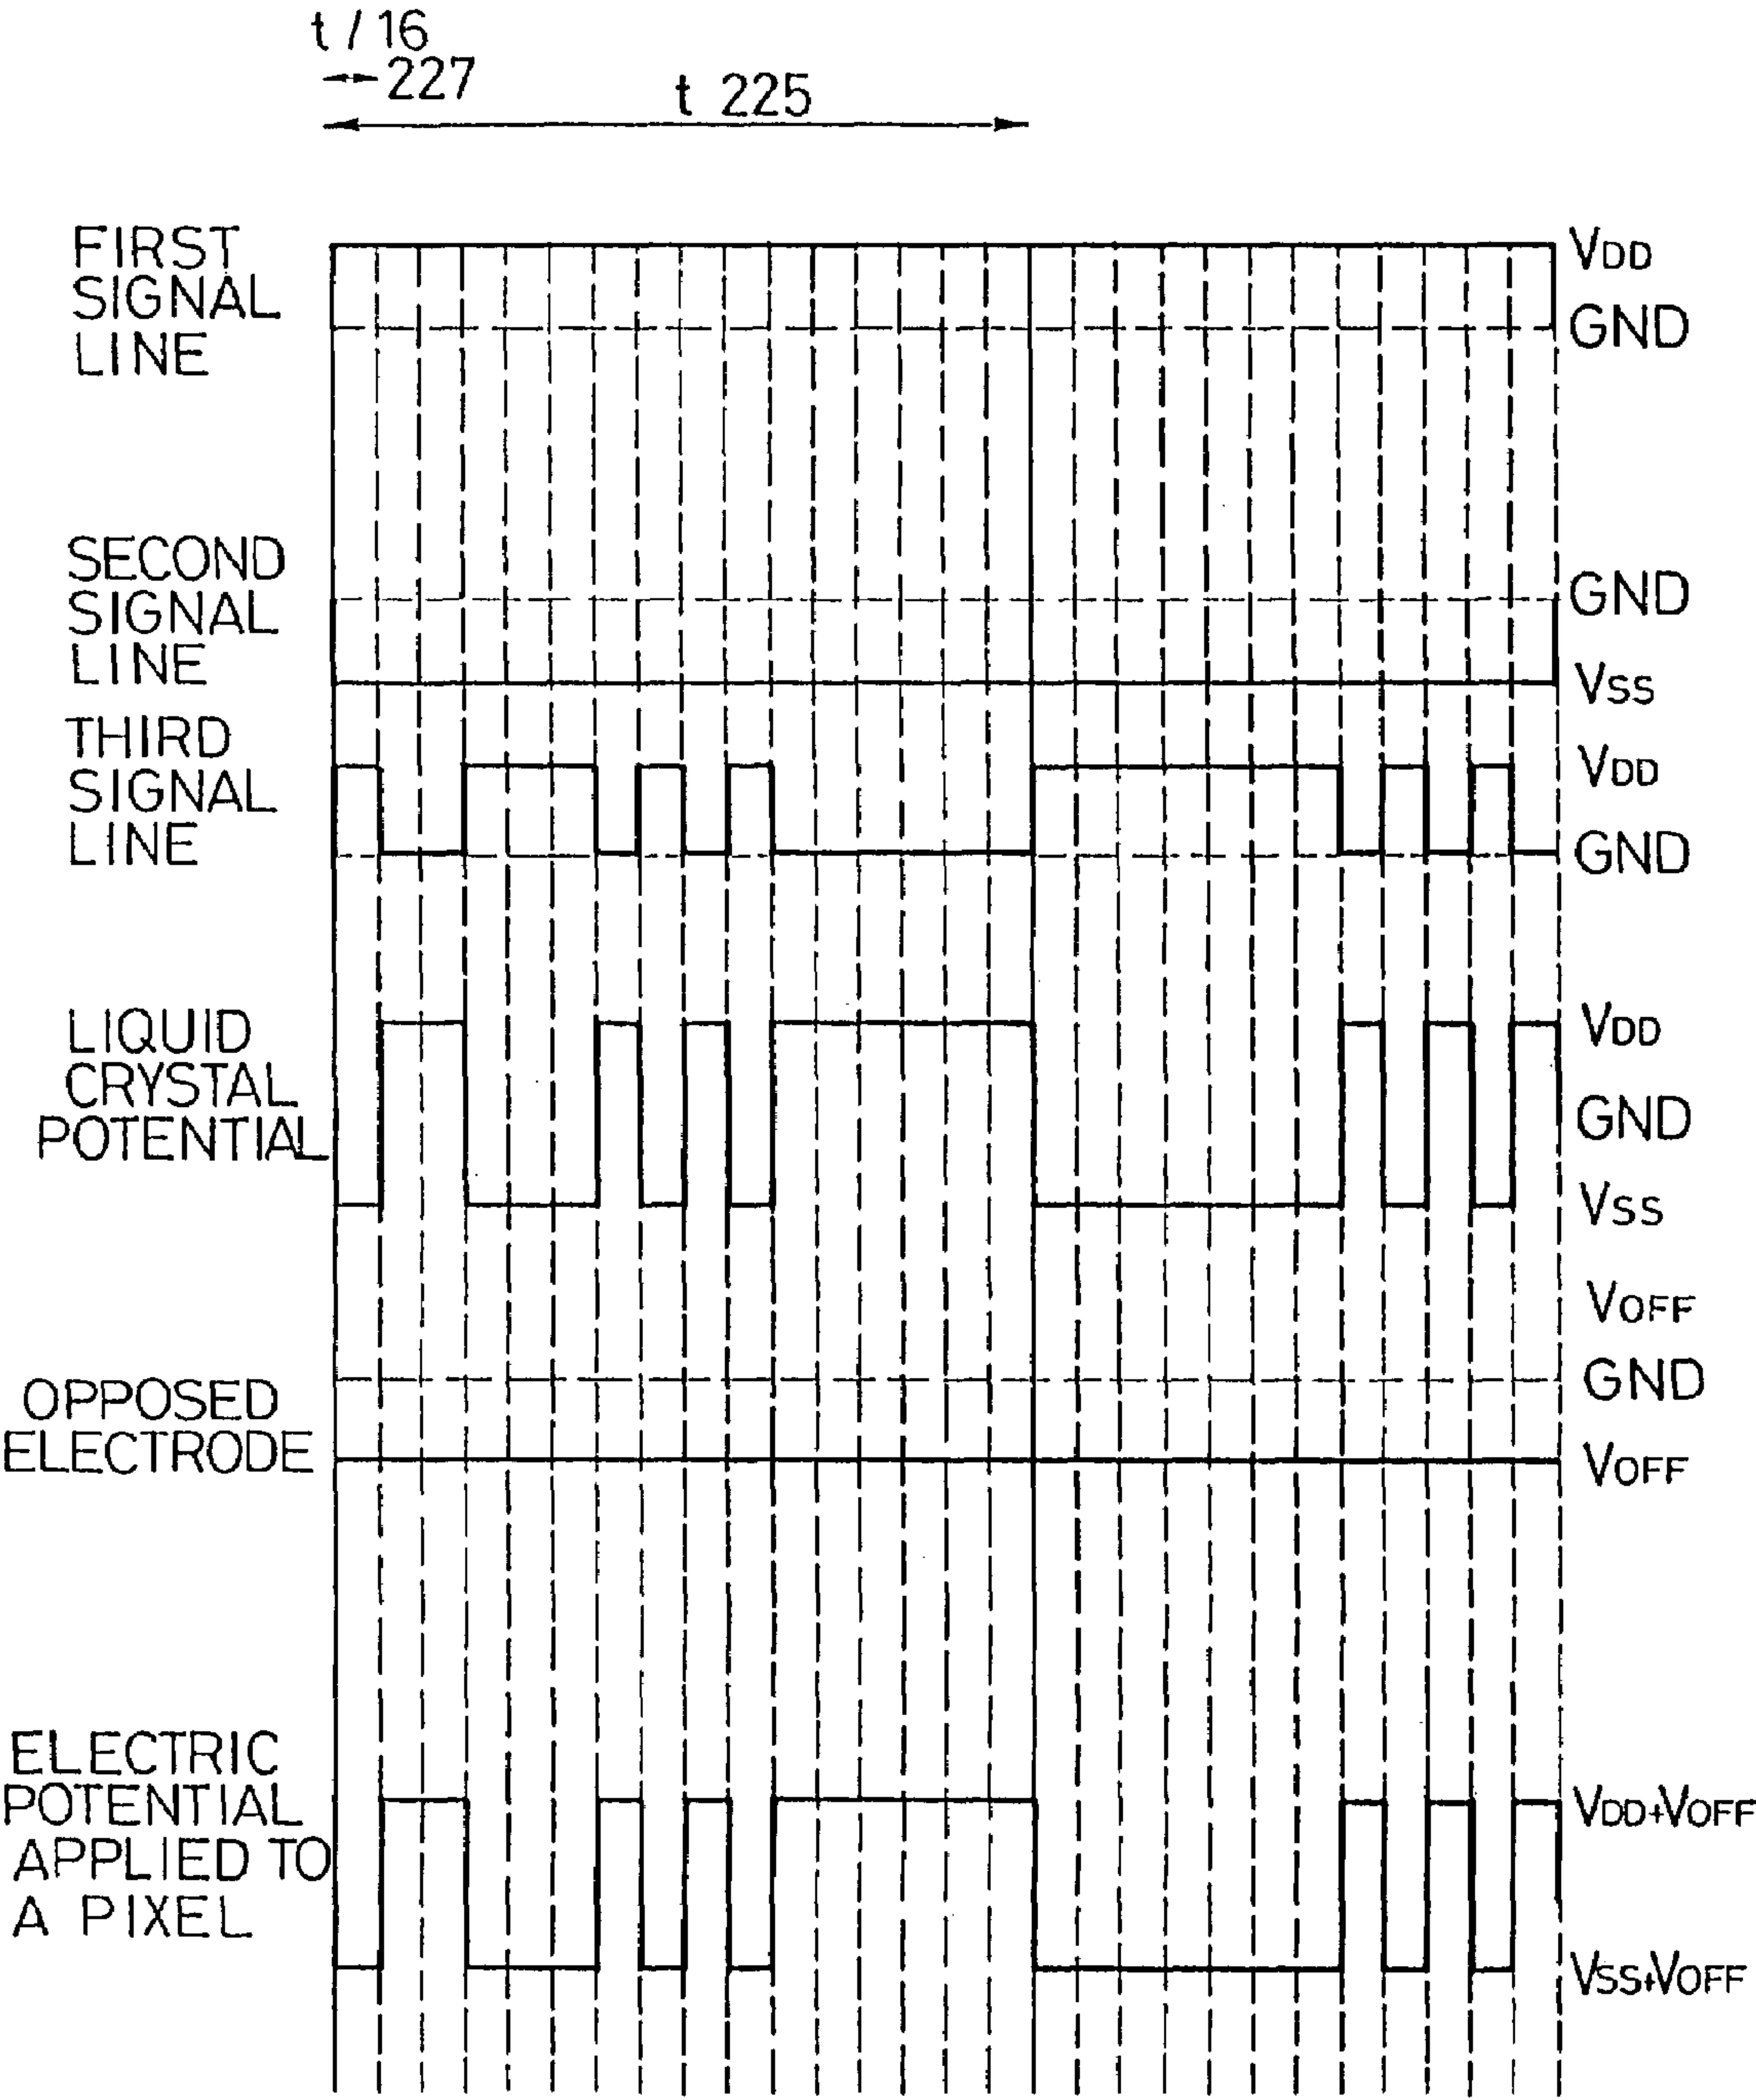 t / 16
227
t 225
FIRST
SIGNAL
LINE
VDD
GND
SECOND
SIGNAL
LINE
GND
VSS
THIRD
SIGNAL
LINE
VDD
GND
LIQUID
CRYSTAL
POTENTIAL
VDD
GND
VSS
VOFF
GND
OPPOSED
ELECTRODE
VOFF
ELECTRIC
POTENTIAL
APPLIED TO
A PIXEL
VDD+VOFF
VSS+VOFF